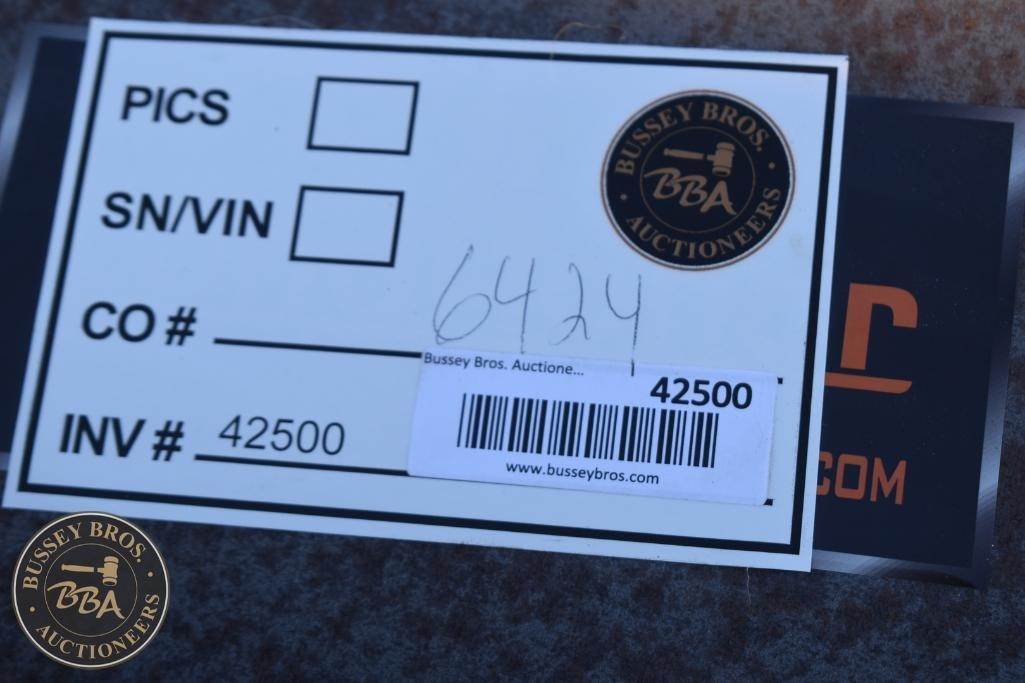 PICS
BUSSEY BROS.
BBA
AUCTIONEERS
SN/VIN
6424
CO #
Bussey Bros. Auctione...
42500
INV # 42500
www.busseybros.com
COM
BUSSEY BROS.
BBA
AUCTIONEERS